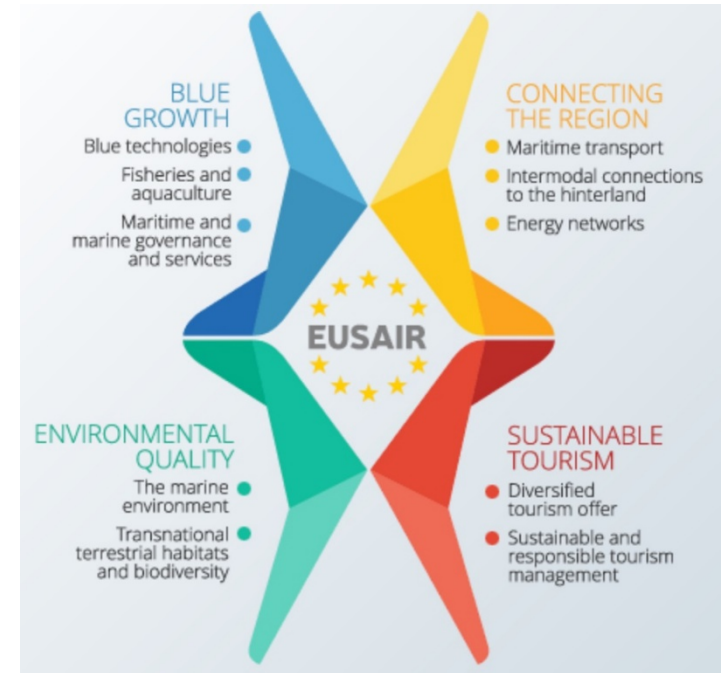 BLUE
GROWTH
Blue technologies
Fisheries and
aquaculture
Maritime and
marine governance
and services
CONNECTING
THE REGION
Maritime transport
Intermodal connections
to the hinterland
Energy networks
EUSAIR
ENVIRONMENTAL
QUALITY
The marine
environment
Transnational
terrestrial habitats
and biodiversity
SUSTAINABLE
TOURISM
Diversified
tourism offer
Sustainable and
responsible tourism
management